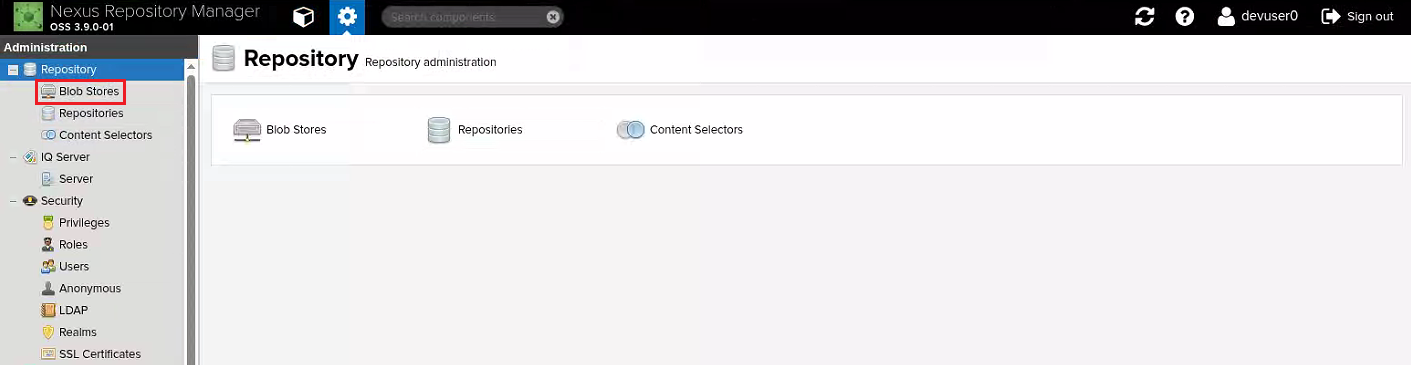 Nexus Repository Manager
OSS 3.9.0-01
Search components
devuser0
Sign out
Administration
Repository
Blob Stores
Repositories
Content Selectors
IQ Server
Server
Security
Privileges
Roles
Users
Anonymous
LDAP
Realms
SSL Certificates
Repository Repository administration
Blob Stores Repositories Content Selectors